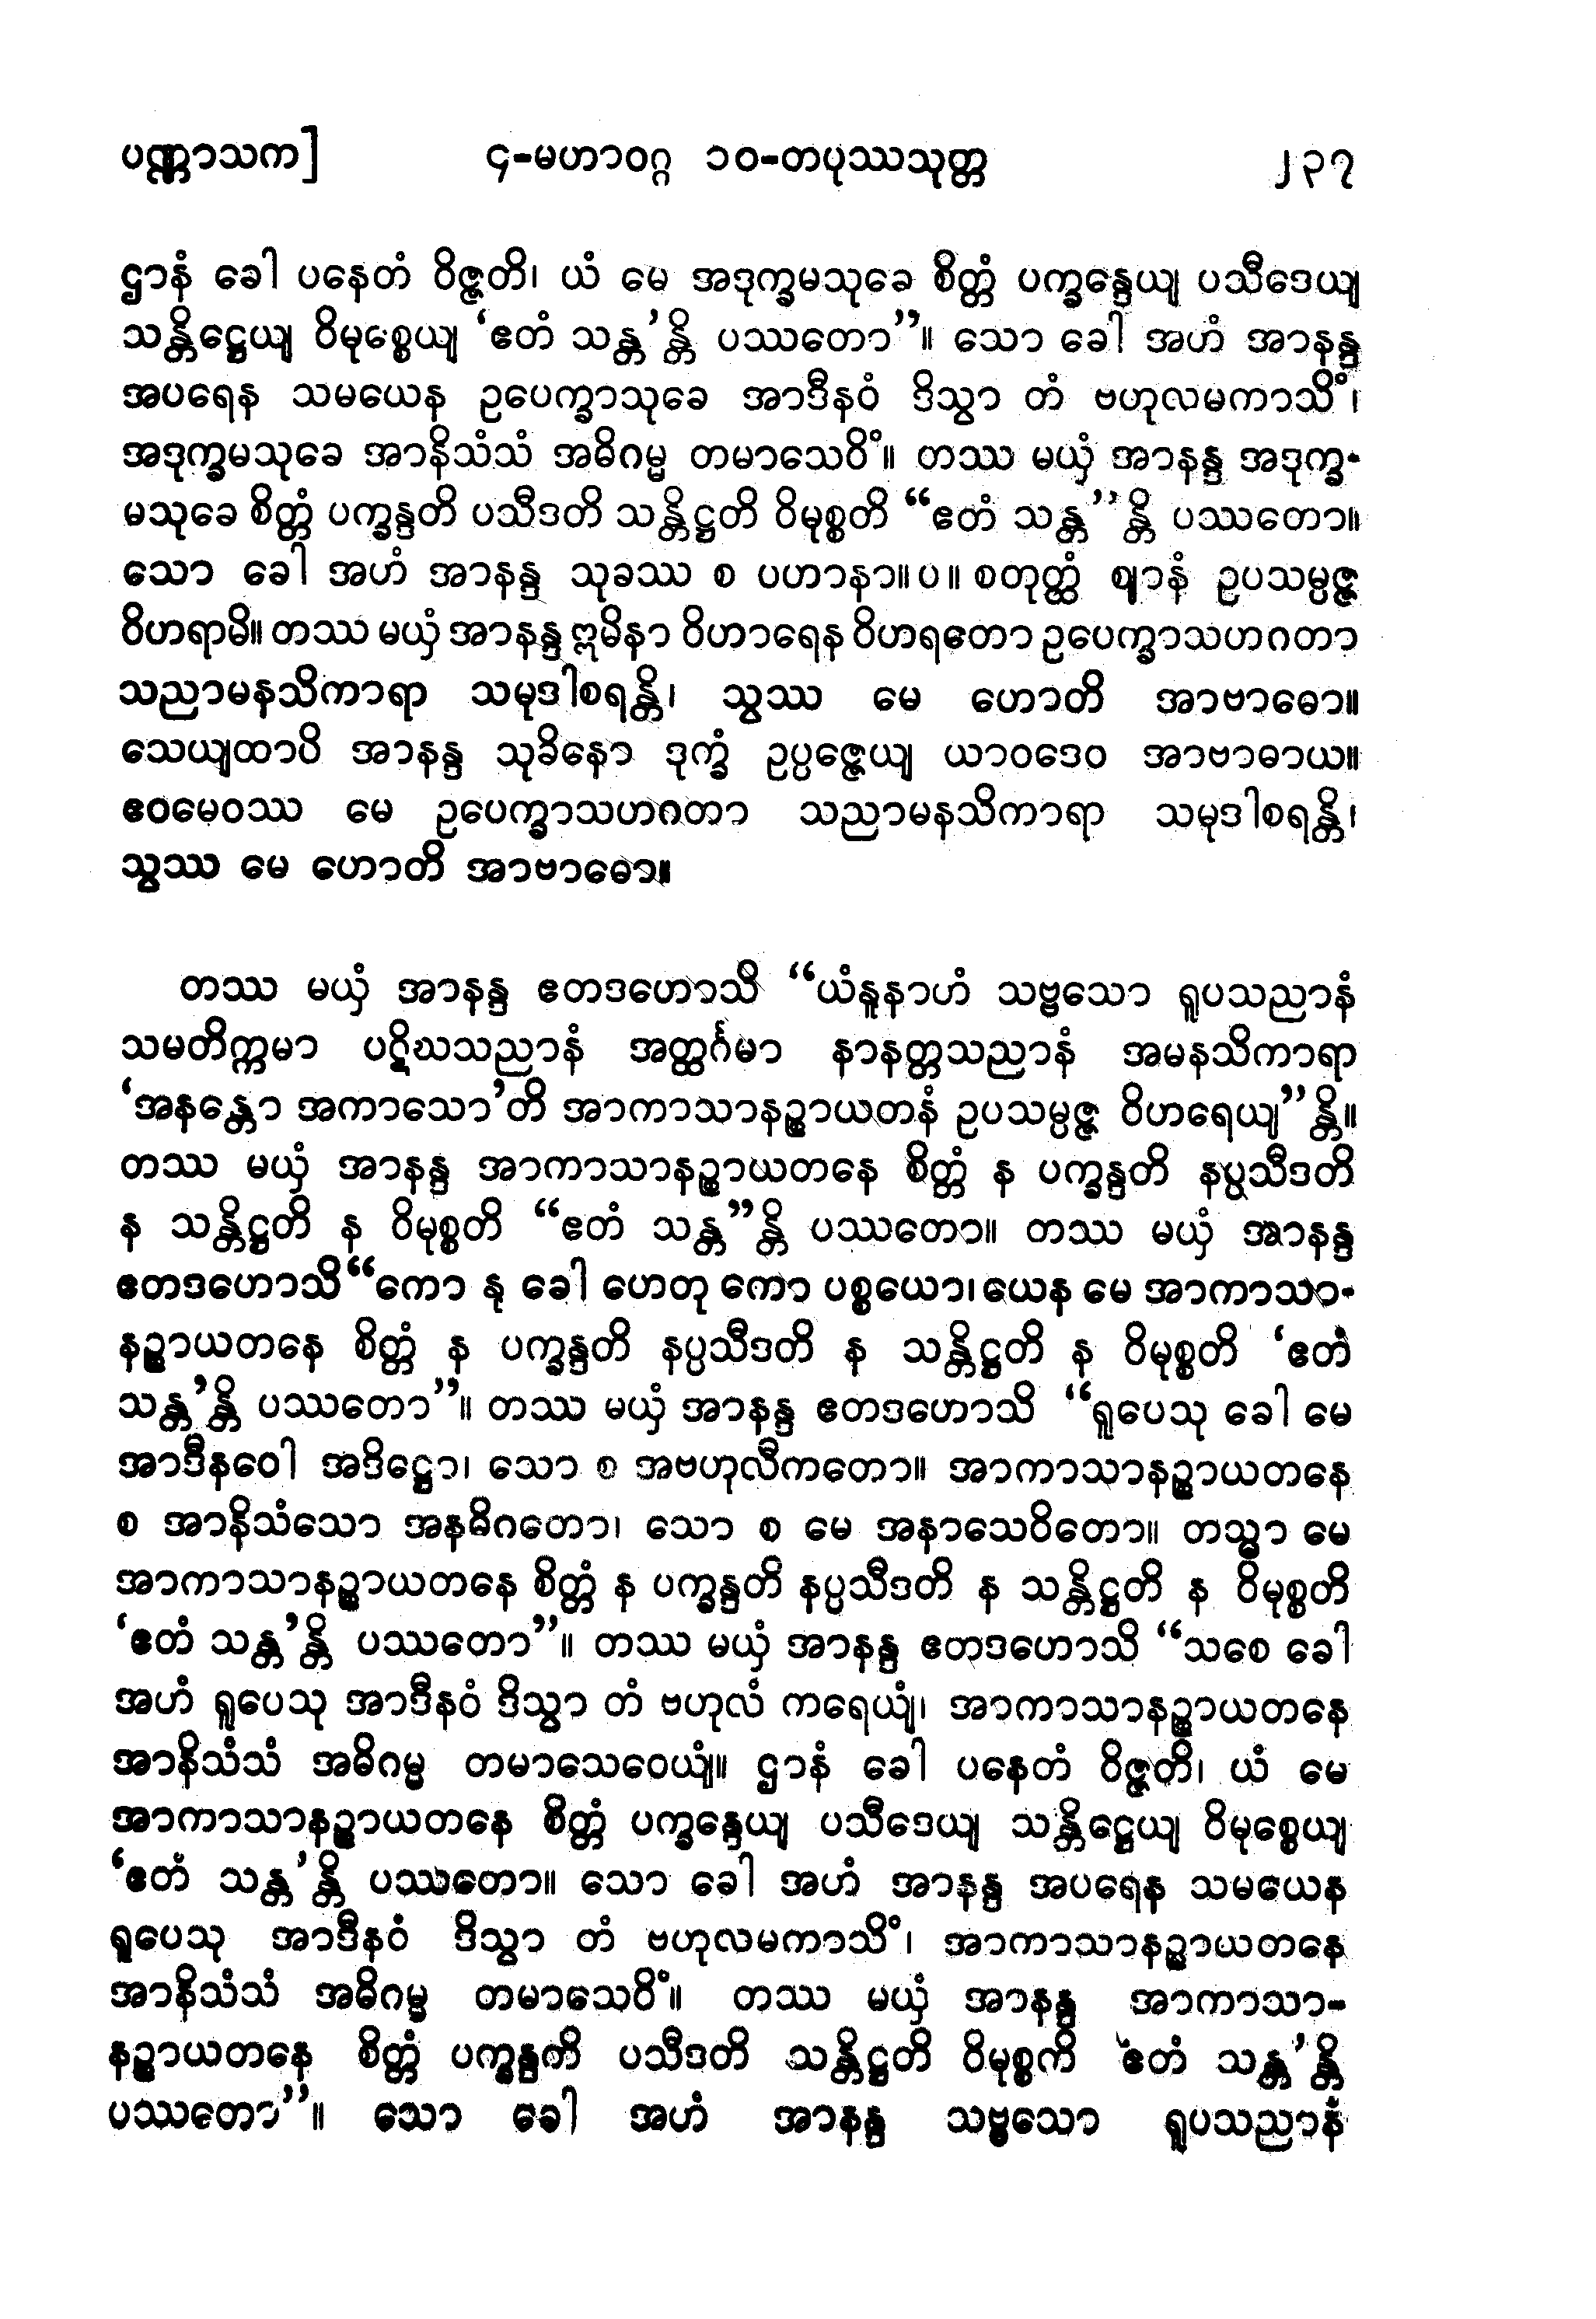 ပဏ္ဏာသက] ၄-မဟာဝဂ္ဂ ၁၀-တပုဿသုတ္တ ၂၃၇
ဌာနံ ခေါ ပနေတံ ဝိဇ္ဇတိ၊ ယံ မေ အဒုက္ခမသုခေ စိတ္တံ ပက္ခန္ဒေယျ ပသီဒေယျ
သန္တိဋ္ဌေယျ ဝိမုစ္စေယျ ‘ဧတံ သန္တ’န္တိ ပဿတော”။ သော ခေါ အဟံ အာနန္ဒ
အပရေန သမယေန ဥပေက္ခာသုခေ အာဒီနဝံ ဒိသွာ တံ ဗဟုလမကာသိံ၊
အဒုက္ခမသုခေ အာနိသံသံ အဓိဂမ္မ တမာသေဝိံ။ တဿ မယှံ အာနန္ဒ အဒုက္ခ-
မသုခေ စိတ္တံ ပက္ခန္ဒတိ ပသီဒတိ သန္တိဋ္ဌတိ ဝိမုစ္စတိ “ဧတံ သန္တ”န္တိ ပဿတော။
သော ခေါ အဟံ အာနန္ဒ သုခဿ စ ပဟာနာ။ပ။ စတုတ္ထံ ဈာနံ ဥပသမ္ပဇ္ဇ
ဝိဟရာမိ။ တဿ မယှံ အာနန္ဒ ဣမိနာ ဝိဟာရေန ဝိဟရတော ဥပေက္ခာသဟဂတာ
သညာမနသိကာရာ သမုဒါစရန္တိ၊ သွဿ မေ ဟောတိ အာဗာဓော။
သေယျထာပိ အာနန္ဒ သုခိနော ဒုက္ခံ ဥပ္ပဇ္ဇေယျ ယာဝဒေဝ အာဗာဓာယ။
ဧဝမေဝဿ မေ ဥပေက္ခာသဟဂတာ သညာမနသိကာရာ သမုဒါစရန္တိ၊
သွဿ မေ ဟောတိ အာဗာဓော။
တဿ မယှံ အာနန္ဒ ဧတဒဟောသိ “ယံနူနာဟံ သဗ္ဗသော ရူပသညာနံ
သမတိက္ကမာ ပဋိဃသညာနံ အတ္ထင်္ဂမာ နာနတ္တသညာနံ အမနသိကာရာ
‘အနန္တော အကာသော’တိ အာကာသာနဉ္စာယတနံ ဥပသမ္ပဇ္ဇ ဝိဟရေယျ”န္တိ။
တဿ မယှံ အာနန္ဒ အာကာသာနဉ္စာယတနေ စိတ္တံ န ပက္ခန္ဒတိ နပ္ပသီဒတိ
န သန္တိဋ္ဌတိ န ဝိမုစ္စတိ “ဧတံ သန္တ”န္တိ ပဿတော။ တဿ မယှံ အာနန္ဒ
ဧတဒဟောသိ“ကော နု ခေါ ဟေတု ကော ပစ္စယော၊ ယေန မေ အာကာသာ-
နဉ္စာယတနေ စိတ္တံ န ပက္ခန္ဒတိ နပ္ပသီဒတိ န သန္တိဋ္ဌတိ န ဝိမုစ္စတိ ‘ဧတံ
သန္တ’န္တိ ပဿတော”။ တဿ မယှံ အာနန္ဒ ဧတဒဟောသိ “ရူပေသု ခေါ မေ
အာဒီနဝေါ အဒိဋ္ဌော၊ သော စ အဗဟုလီကတော။ အာကာသာနဉ္စာယတနေ
စ အာနိသံသော အနဓိဂတော၊ သော စ မေ အနာသေဝိတော။ တသ္မာ မေ
အာကာသာနဉ္စာယတနေ စိတ္တံ န ပက္ခန္ဒတိ နပ္ပသီဒတိ န သန္တိဋ္ဌတိ န ဝိမုစ္စတိ
‘ဧတံ သန္တ’န္တိ ပဿတော”။ တဿ မယှံ အာနန္ဒ ဧတဒဟောသိ “သစေ ခေါ
အဟံ ရူပေသု အာဒီနဝံ ဒိသွာ တံ ဗဟုလံ ကရေယျံ၊ အာကာသာနဉ္စာယတနေ
အာနိသံသံ အဓိဂမ္မ တမာသေဝေယျံ။ ဌာနံ ခေါ ပနေတံ ဝိဇ္ဇတိ၊ ယံ မေ
အာကာသာနဉ္စာယတနေ စိတ္တံ ပက္ခန္ဒေယျ ပသီဒေယျ သန္တိဋ္ဌေယျ ဝိမုစ္စေယျ
‘ဧတံ သန္တ’န္တိ ပဿတော။ သော ခေါ အဟံ အာနန္ဒ အပရေန သမယေန
ရူပေသု အာဒီနဝံ ဒိသွာ တံ ဗဟုလမကာသိံ၊ အာကာသာနဉ္စာယတနေ
အာနိသံသံ အဓိဂမ္မ တမာသေဝိံ။ တဿ မယှံ အာနန္ဒ အာကာသာ-
နဉ္စာယတနေ စိတ္တံ ပက္ခန္ဒတိ ပသီဒတိ သန္တိဋ္ဌတိ ဝိမုစ္စတိ ‘ဧတံ သန္တ’န္တိ
ပဿတော”။ သော ခေါ အဟံ အာနန္ဒ သဗ္ဗသော ရူပသညာနံ